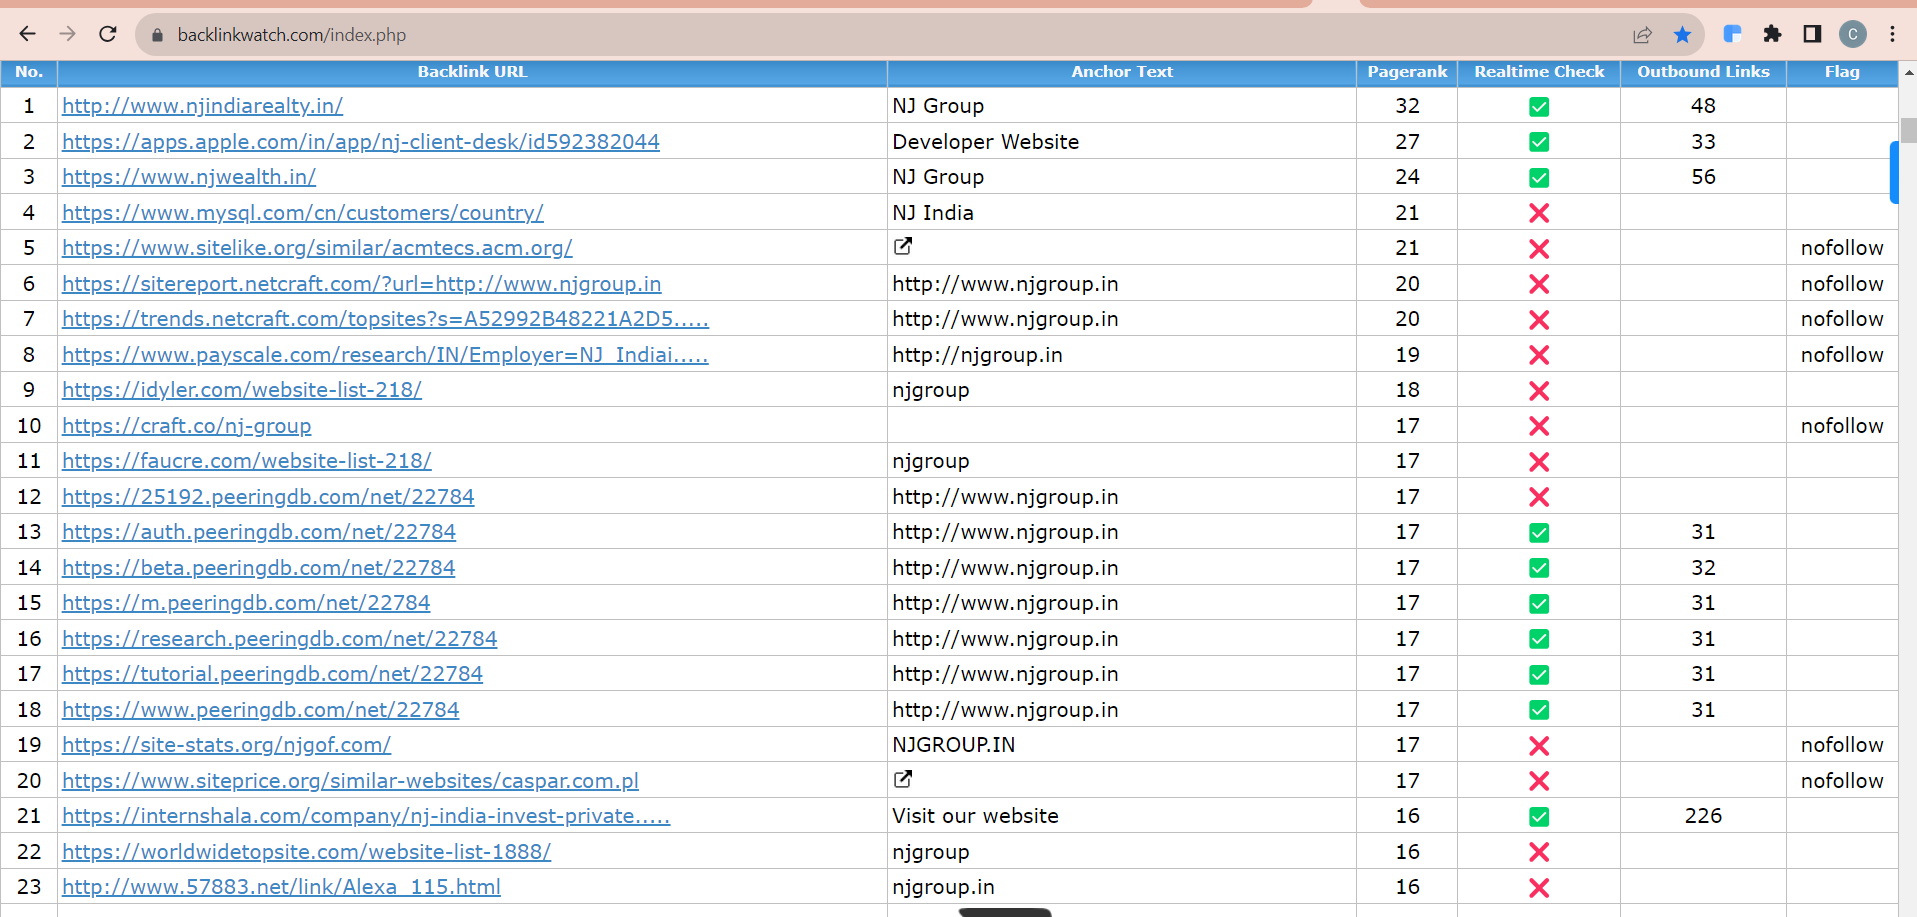 backlinkwatch.com/index.php
C
No. Backlink URL Anchor Text Pagerank Realtime Check Outbound Links Flag
1 http://www.njindiarealty.in/ NJ Group 32 48
2 https://apps.apple.com/in/app/nj-client-desk/id592382044 Developer Website 27 33
3 https://www.njwealth.in/ NJ Group 24 56
4 https://www.mysql.com/cn/customers/country/ NJ India 21
5 https://www.sitelike.org/similar/acmtecs.acm.org/ 21 nofollow
6 https://sitereport.netcraft.com/?url=http://www.njgroup.in http://www.njgroup.in 20 nofollow
7 https://trends.netcraft.com/topsites?s=A52992B48221A2D5..... http://www.njgroup.in 20 nofollow
8 https://www.payscale.com/research/IN/Employer=NJ_Indiai..... http://njgroup.in 19 nofollow
9 https://idyler.com/website-list-218/ njgroup 18
10 https://craft.co/nj-group 17 nofollow
11 https://faucre.com/website-list-218/ njgroup 17
12 https://25192.peeringdb.com/net/22784 http://www.njgroup.in 17
13 https://auth.peeringdb.com/net/22784 http://www.njgroup.in 17 31
14 https://beta.peeringdb.com/net/22784 http://www.njgroup.in 17 32
15 https://m.peeringdb.com/net/22784 http://www.njgroup.in 17 31
16 https://research.peeringdb.com/net/22784 http://www.njgroup.in 17 31
17 https://tutorial.peeringdb.com/net/22784 http://www.njgroup.in 17 31
18 https://www.peeringdb.com/net/22784 http://www.njgroup.in 17 31
19 https://site-stats.org/njgof.com/ NJGROUP.IN 17 nofollow
20 https://www.siteprice.org/similar-websites/caspar.com.pl 17 nofollow
21 https://internshala.com/company/nj-india-invest-private..... Visit our website 16 226
22 https://worldwidetopsite.com/website-list-1888/ njgroup 16
23 http://www.57883.net/link/Alexa_115.html njgroup.in 16